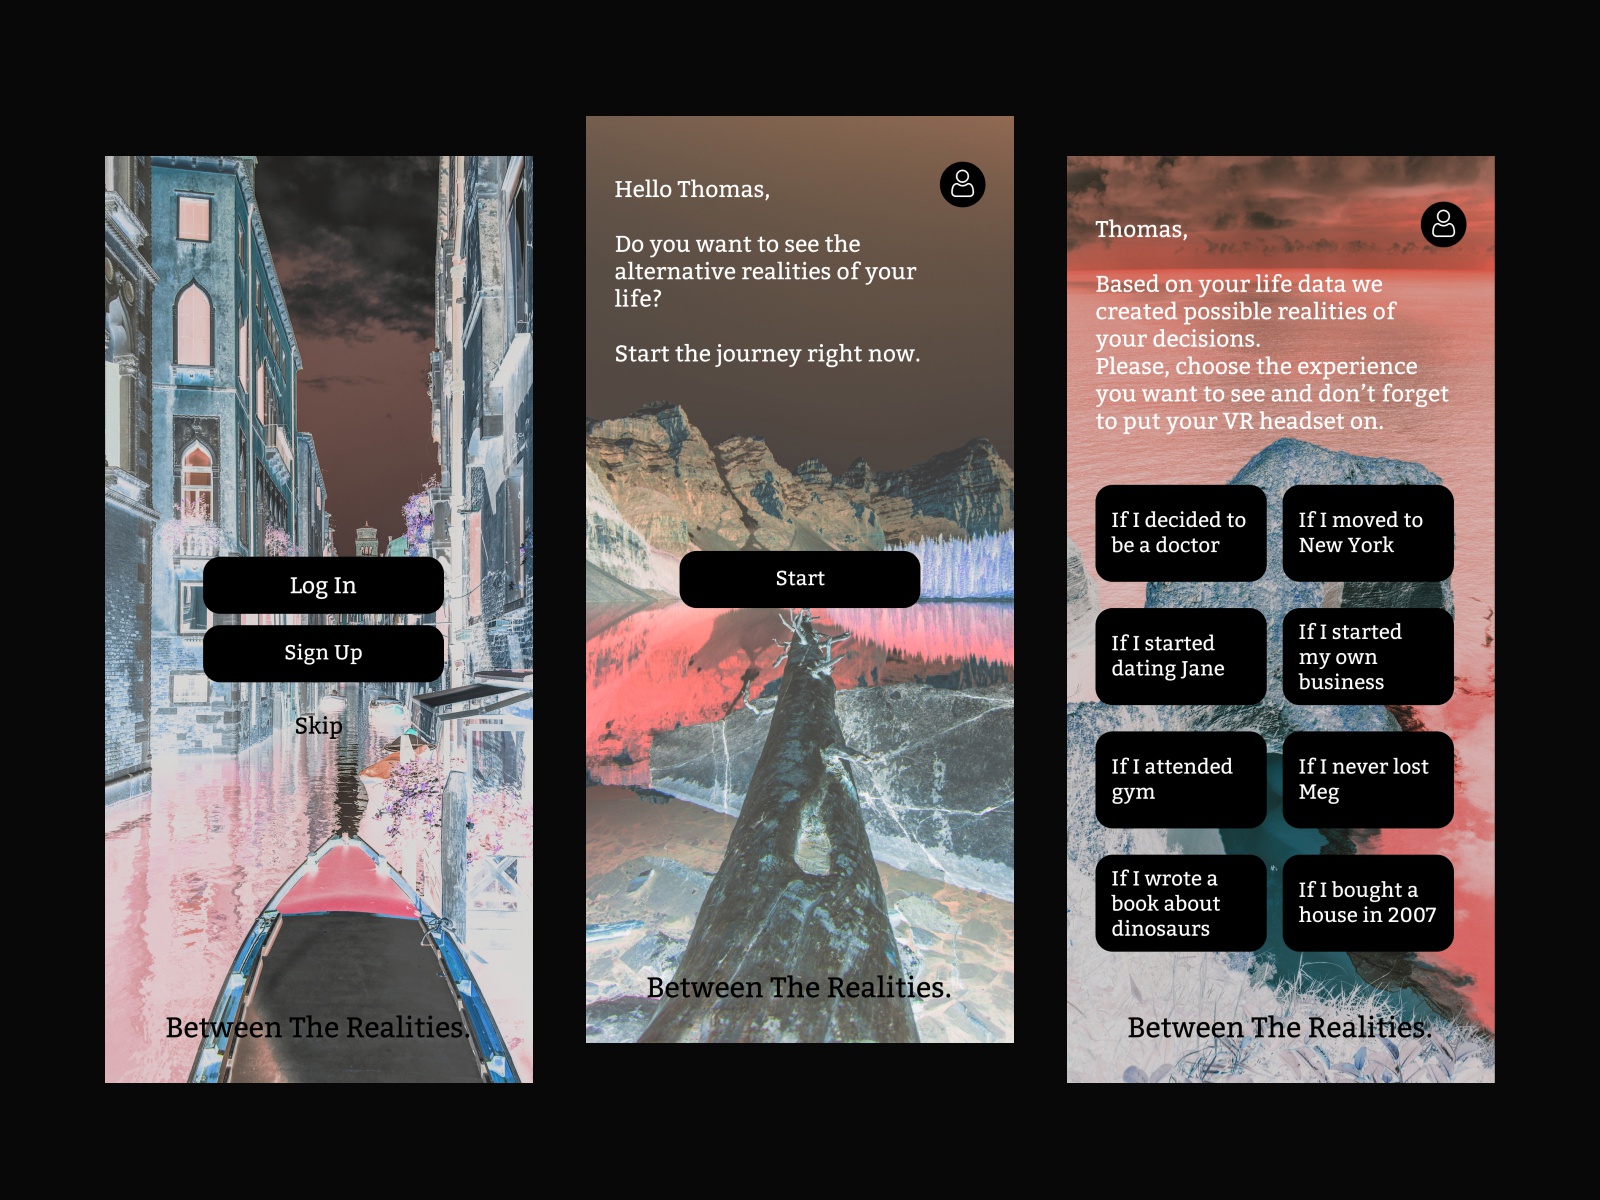 Log In
Sign Up
Skip
Between The Realities.
Hello Thomas,
Do you want to see the
alternative realities of your
life?
Start the journey right now.
Start
Between The Realities.
Thomas,
Based on your life data we
created possible realities of
your decisions.
Please, choose the experience
you want to see and don’t forget
to put your VR headset on.
If I decided to
be a doctor
If I moved to
New York
If I started
dating Jane
If I started
my own
business
If I attended
gym
If I never lost
Meg
If I wrote a
book about
dinosaurs
If I bought a
house in 2007
Between The Realities.